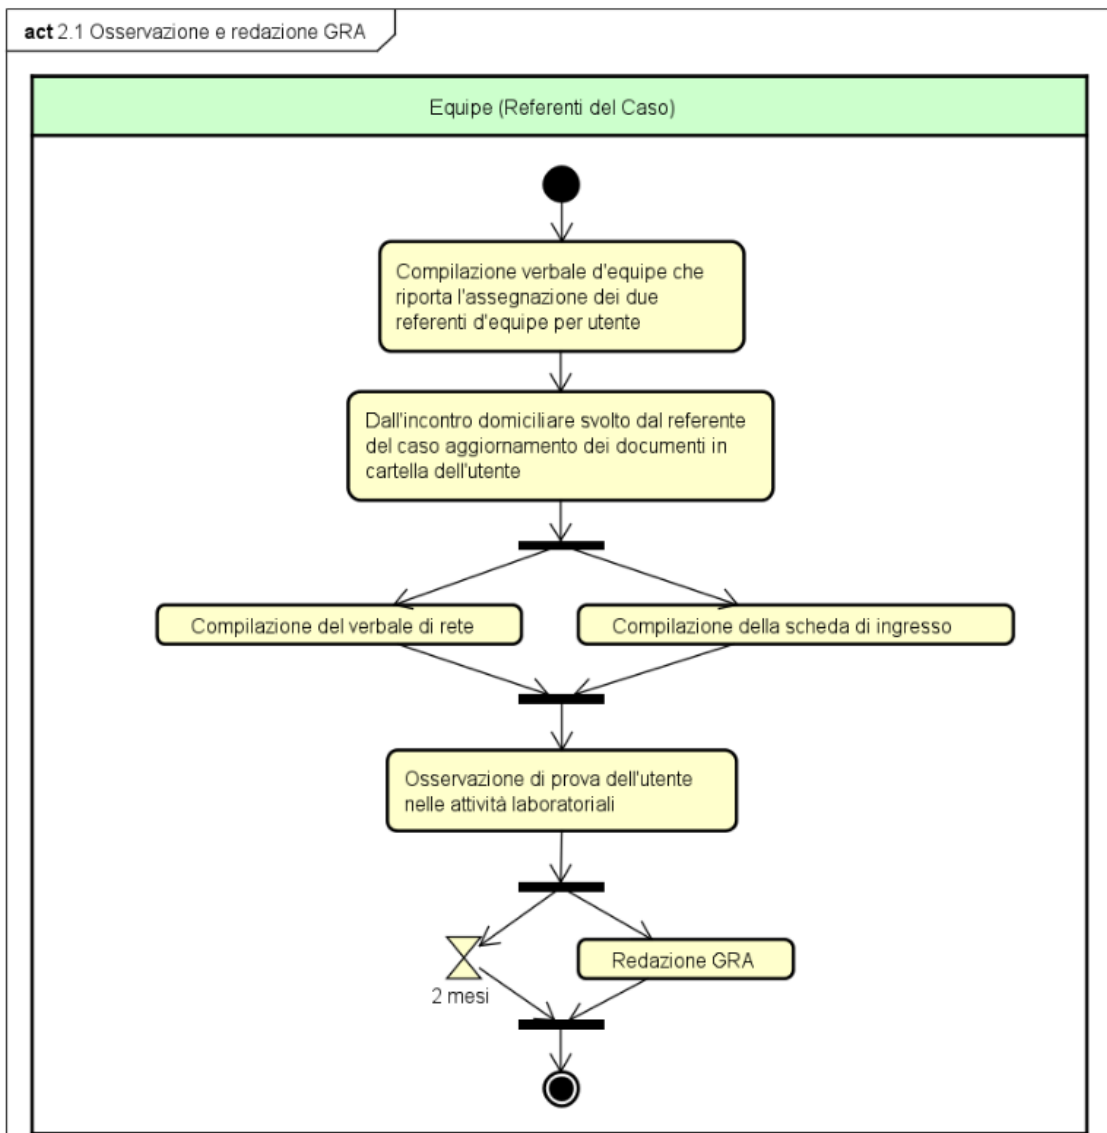 act 2.1 Osservazione e redazione GRA
Equipe (Referenti del Caso)
Compilazione verbale d'equipe che
riporta l'assegnazione dei due
referenti d'equipe per utente
Dall'incontro domiciliare svolto dal referente
del caso aggiornamento dei documenti in
cartella dell'utente
Compilazione del verbale di rete
Compilazione della scheda di ingresso
Osservazione di prova dell'utente
nelle attività laboratoriali
Redazione GRA
2 mesi